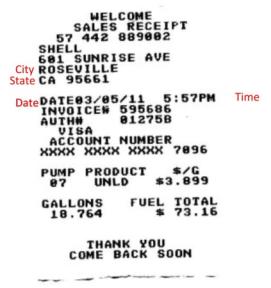 WELCOME
SALES RECEIPT
57 442 889002
SHELL
601 SUNRISE AVE
City ROSEVILLE
State CA 95661
Date DATE03/05/11 5:57PM Time
INVOICE# 595686
AUTH# 01275B
VISA
ACCOUNT NUMBER
XXXX XXXX XXXX 7096
PUMP PRODUCT $/G
07 UNLD $3.899
GALLONS FUEL TOTAL
18.764 $ 73.16
THANK YOU
COME BACK SOON